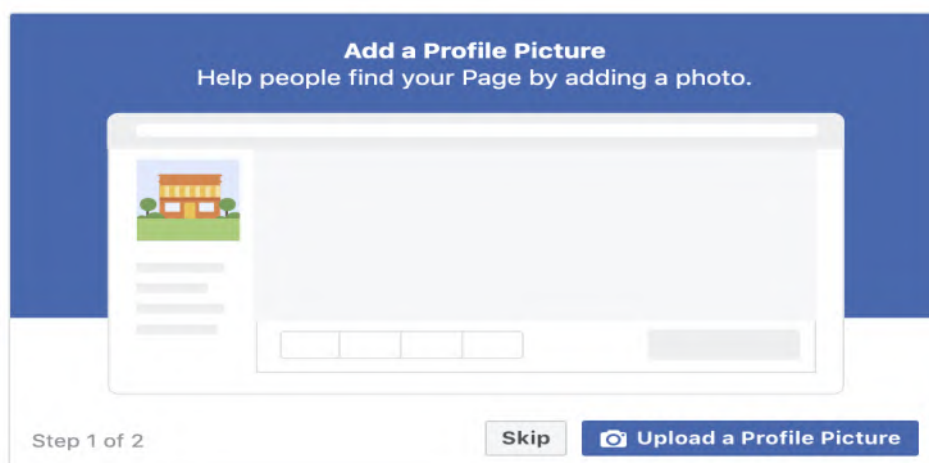 Add a Profile Picture
Help people find your Page by adding a photo.
Step 1 of 2
Skip
Upload a Profile Picture